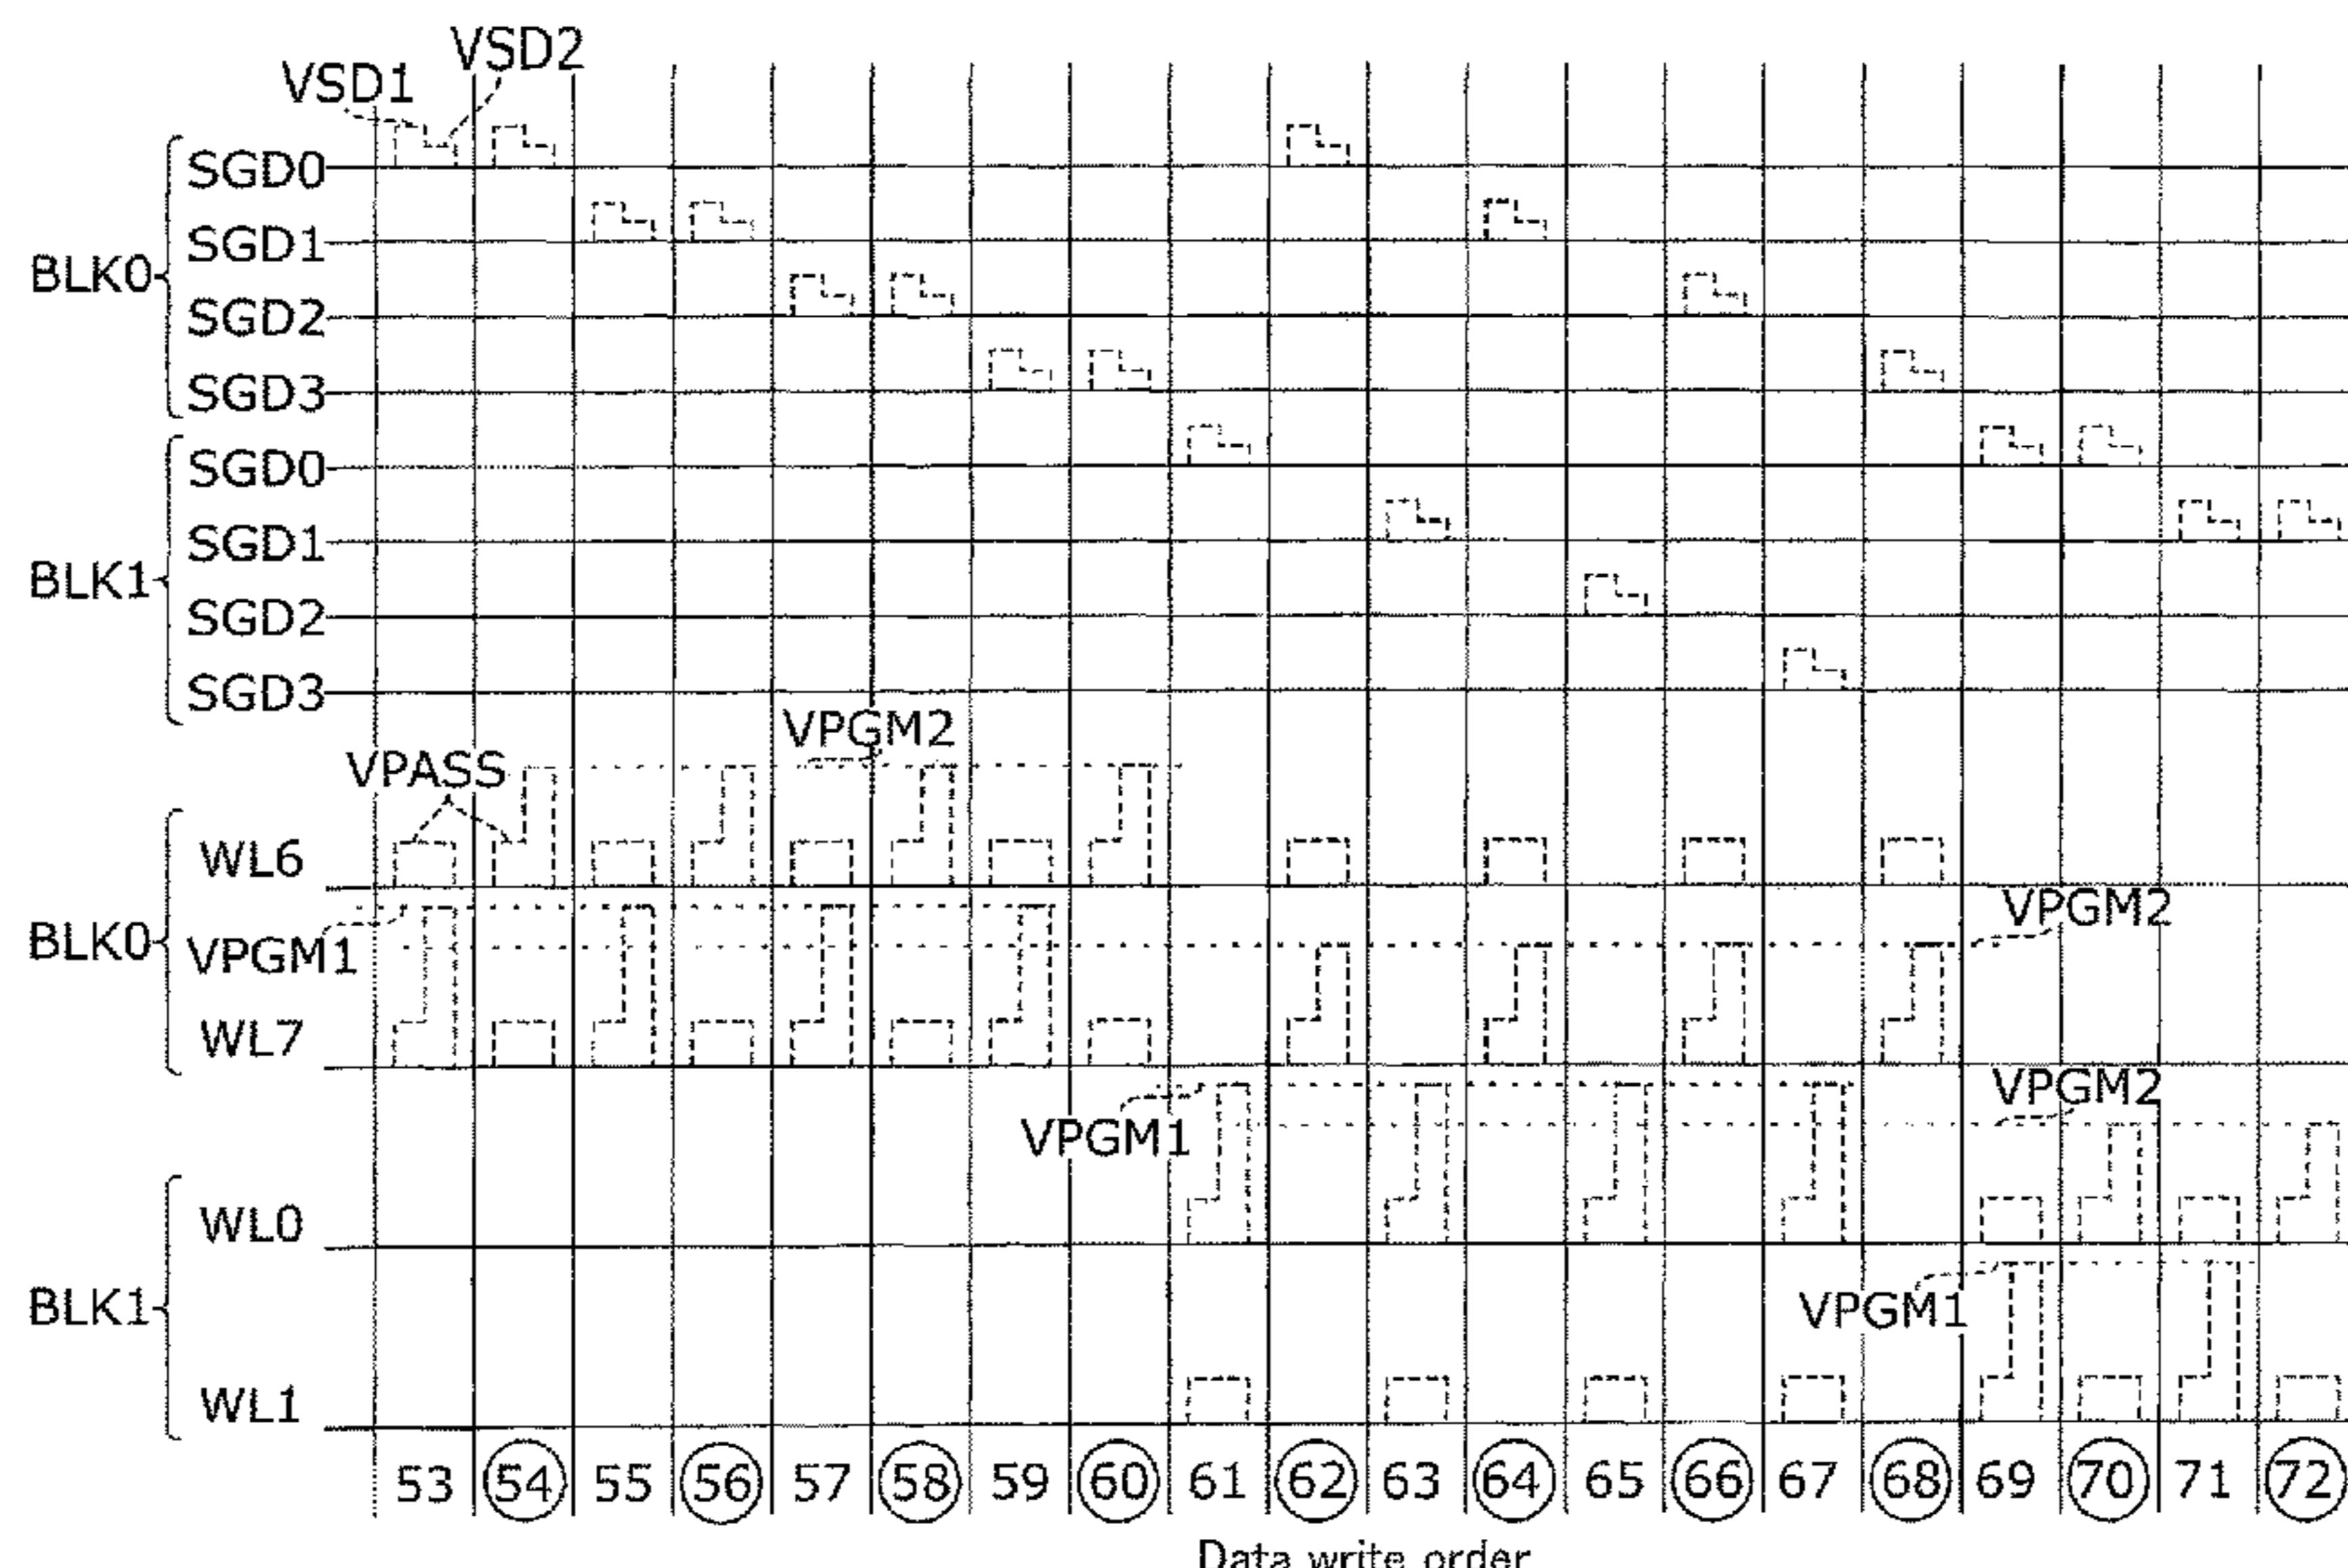 VSD1 VSD2
BLK0
SGD0
SGD1
SGD2
SGD3
BLK1
SGD0
SGD1
SGD2
SGD3
VPGM2
VPASS
BLK0
WL6
VPGM2
VPGM1
WL7
VPGM2
VPGM1
BLK1
WL0
VPGM1
WL1
53 54 55 56 57 58 59 60 61 62 63 64 65 66 67 68 69 70 71 72
Data write order